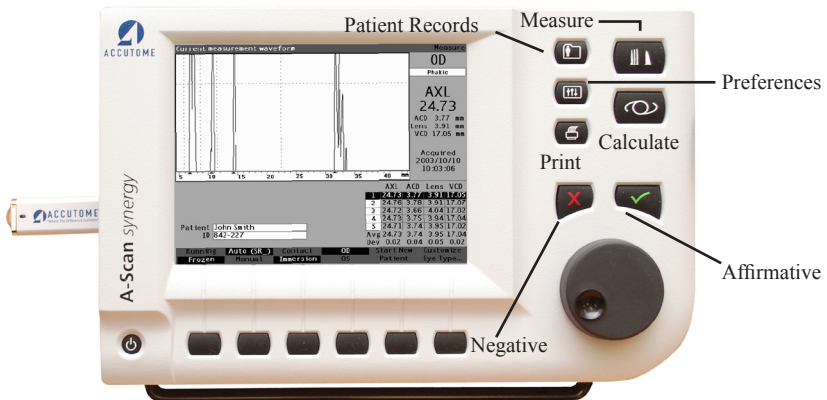 Patient Records
Measure
Preferences
Calculate
Print
Affirmative
Negative
ACCUTOME
A-Scan synergy
ACCUTOME
Current measurement waveform
Measure
OD
Phakic
AXL
24.73
ACD 3.77 mm
Lens 3.91 mm
VCD 17.05 mm
Acquired
2003/10/10
10:03:06
5 10 15 20 25 30 35 40 mm
AXL ACD Lens VCD
1 24.73 3.77 3.91 17.05
2 24.76 3.78 3.91 17.07
3 24.72 3.66 4.04 17.02
4 24.73 3.75 3.94 17.04
5 24.71 3.74 3.95 17.02
Avg 24.73 3.74 3.95 17.04
Dev 0.02 0.04 0.05 0.02
Patient John Smith
ID 842-227
Running Auto (SR_) Contact OD Start New Customize
Frozen Manual Immersion OS Patient Eye Type...